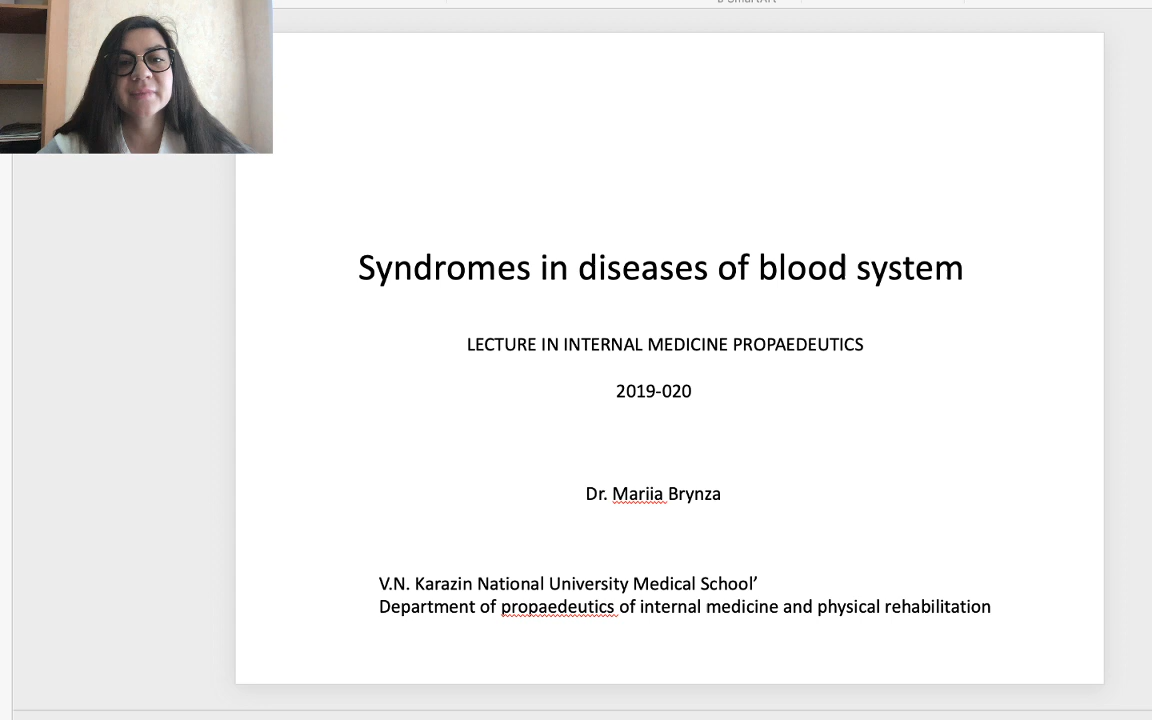 Syndromes in diseases of blood system
LECTURE IN INTERNAL MEDICINE PROPAEDEUTICS
2019-020
Dr. Mariia Brynza
V.N. Karazin National University Medical School’
Department of propaedeutics of internal medicine and physical rehabilitation